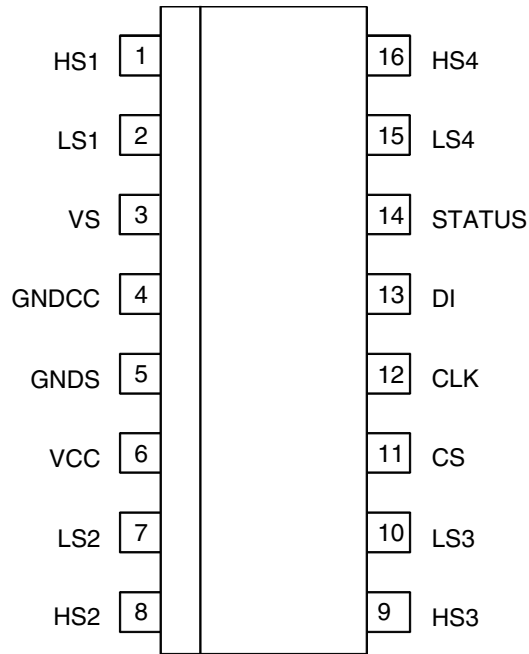 HS1 1 16 HS4
LS1 2 15 LS4
VS 3 14 STATUS
GNDCC 4 13 DI
GNDS 5 12 CLK
VCC 6 11 CS
LS2 7 10 LS3
HS2 8 9 HS3